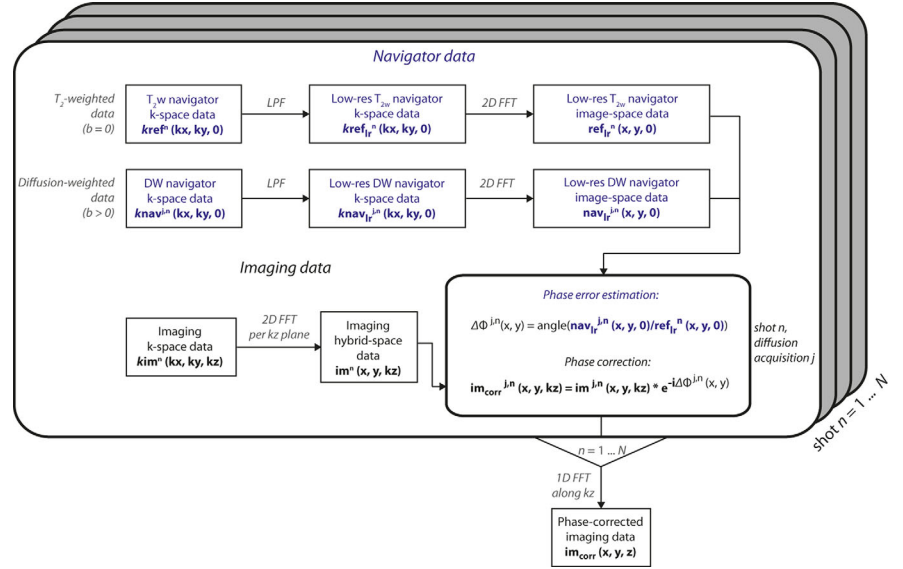 Navigator data
T2-weighted
data
(b = 0)
T2w navigator
k-space data
krefⁿ (kx, ky, 0)
LPF
Low-res T2w navigator
k-space data
kreflrⁿ (kx, ky, 0)
2D FFT
Low-res T2w navigator
image-space data
reflrⁿ (x, y, 0)
Diffusion-weighted
data
(b > 0)
DW navigator
k-space data
knavʲ,ⁿ (kx, ky, 0)
LPF
Low-res DW navigator
k-space data
knavlrʲ,ⁿ (kx, ky, 0)
2D FFT
Low-res DW navigator
image-space data
navlrʲ,ⁿ (x, y, 0)
Imaging data
Imaging
k-space data
kimⁿ (kx, ky, kz)
2D FFT
per kz plane
Imaging
hybrid-space
data
imⁿ (x, y, kz)
Phase error estimation:
ΔΦ j,n(x, y) = angle(navlr j,n (x, y, 0)/reflr n (x, y, 0))
Phase correction:
imcorr j,n (x, y, kz) = im j,n (x, y, kz) * e-iΔΦ j,n (x, y)
shot n,
diffusion
acquisition j
shot n = 1 ... N
n = 1 ... N
1D FFT
along kz
Phase-corrected
imaging data
imcorr (x, y, z)